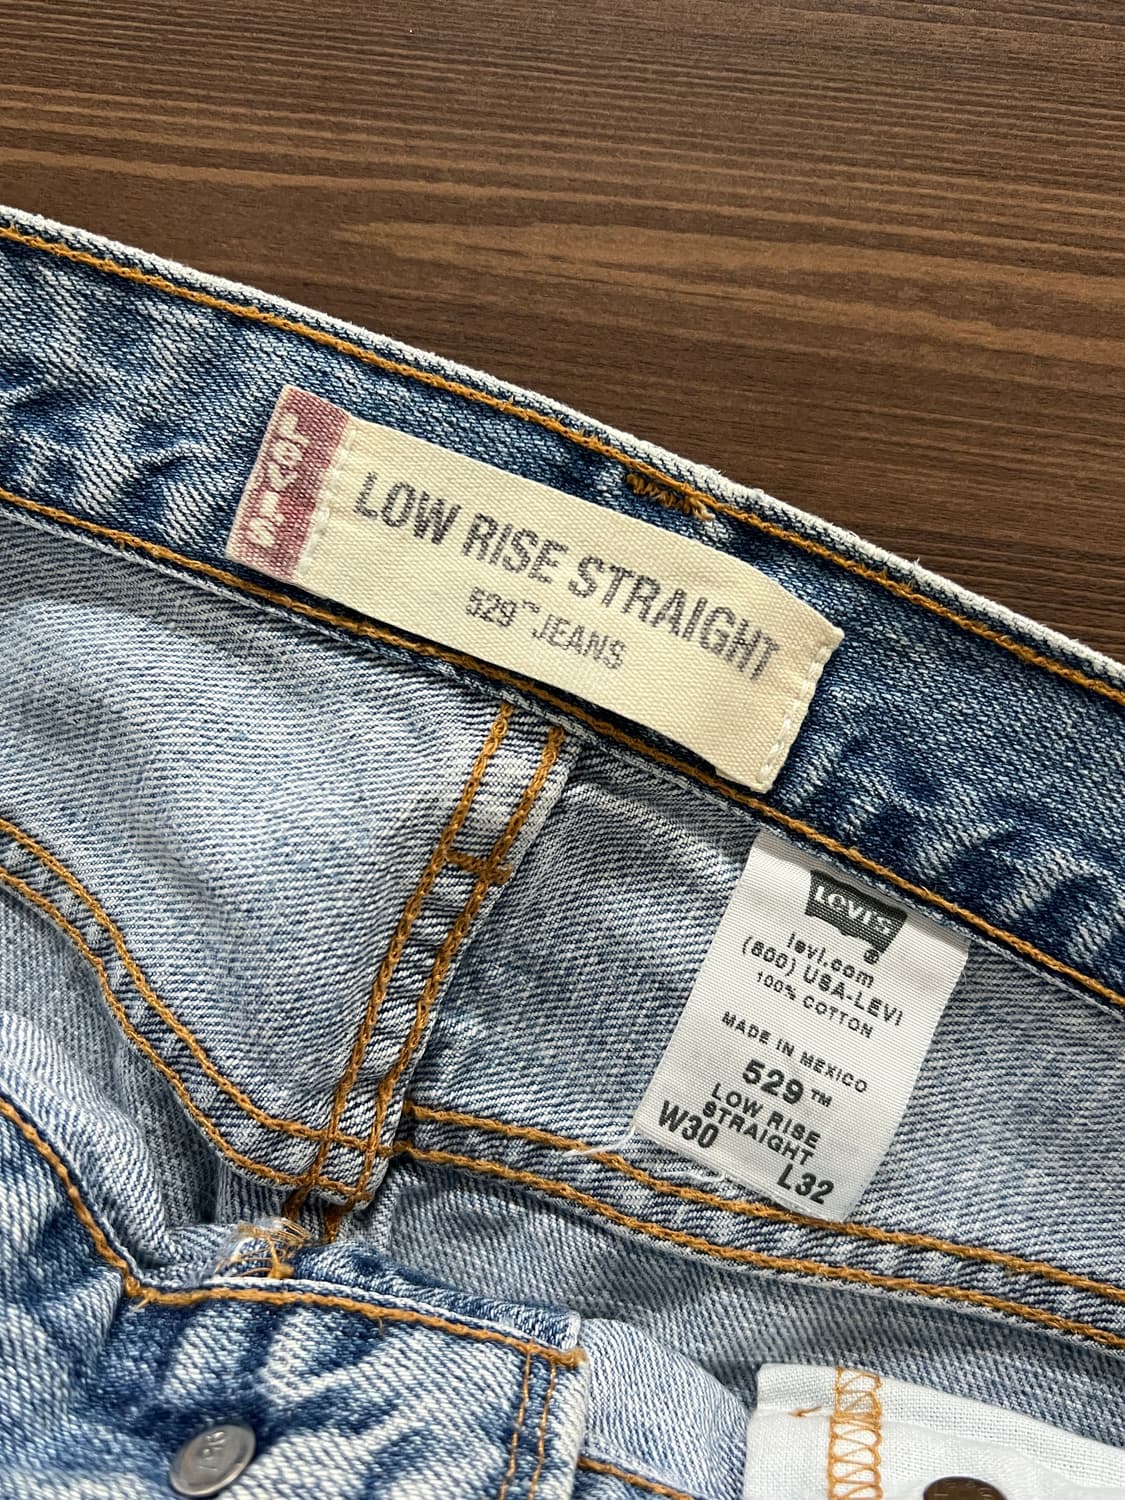 LEVI'S
LOW RISE STRAIGHT
529™ JEANS
LEVI'S
®
levi.com
(800) USA-LEVI
100% COTTON
MADE IN MEXICO
529™
LOW RISE
STRAIGHT
W30 L32